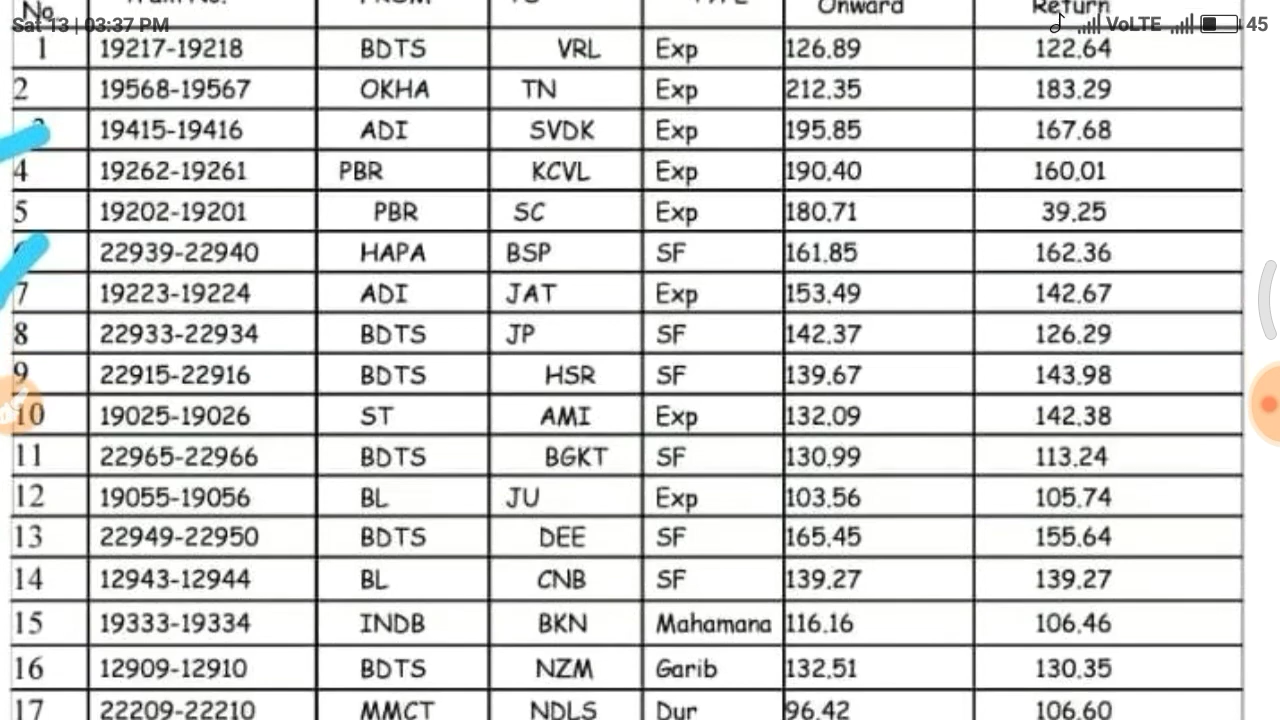 No.
Onward Return
Sat 13 | 03:37 PM VoLTE 45
1 19217-19218 BDTS VRL Exp 126.89 122.64
2 19568-19567 OKHA TN Exp 212.35 183.29
19415-19416 ADI SVDK Exp 195.85 167.68
4 19262-19261 PBR KCVL Exp 190.40 160.01
5 19202-19201 PBR SC Exp 180.71 39.25
22939-22940 HAPA BSP SF 161.85 162.36
7 19223-19224 ADI JAT Exp 153.49 142.67
8 22933-22934 BDTS JP SF 142.37 126.29
9 22915-22916 BDTS HSR SF 139.67 143.98
10 19025-19026 ST AMI Exp 132.09 142.38
11 22965-22966 BDTS BGKT SF 130.99 113.24
12 19055-19056 BL JU Exp 103.56 105.74
13 22949-22950 BDTS DEE SF 165.45 155.64
14 12943-12944 BL CNB SF 139.27 139.27
15 19333-19334 INDB BKN Mahamana 116.16 106.46
16 12909-12910 BDTS NZM Garib 132.51 130.35
17 22209-22210 MMCT NDLS Dur 96.42 106.60